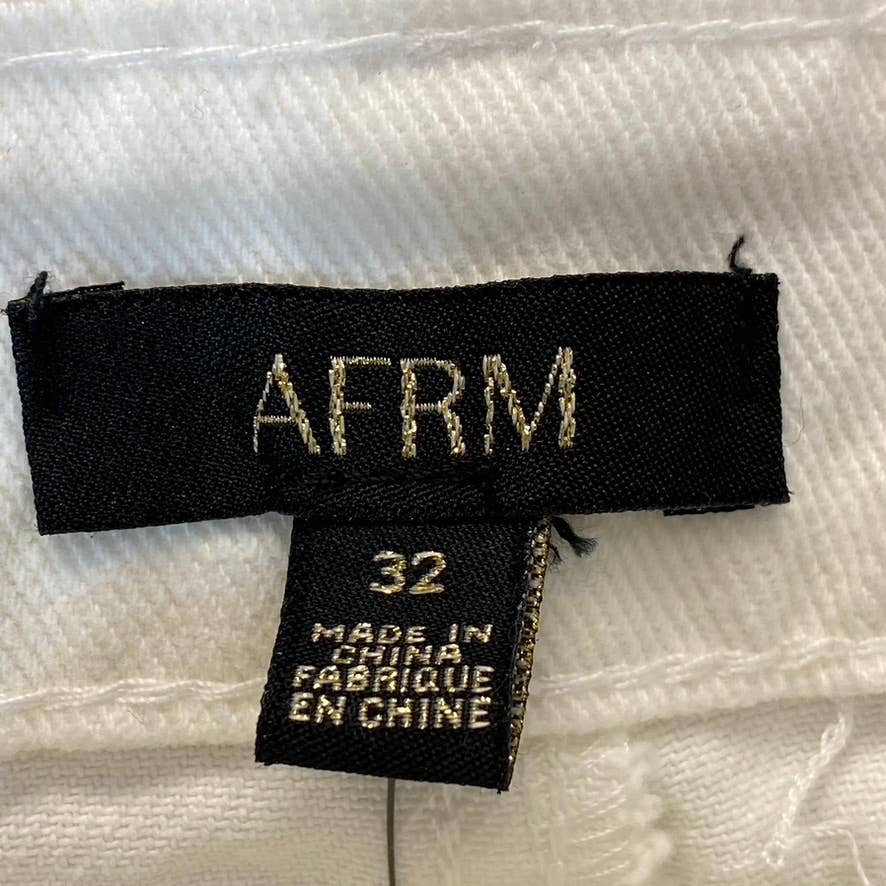 AFRM
32
MADE IN
CHINA
FABRIQUE
EN CHINE